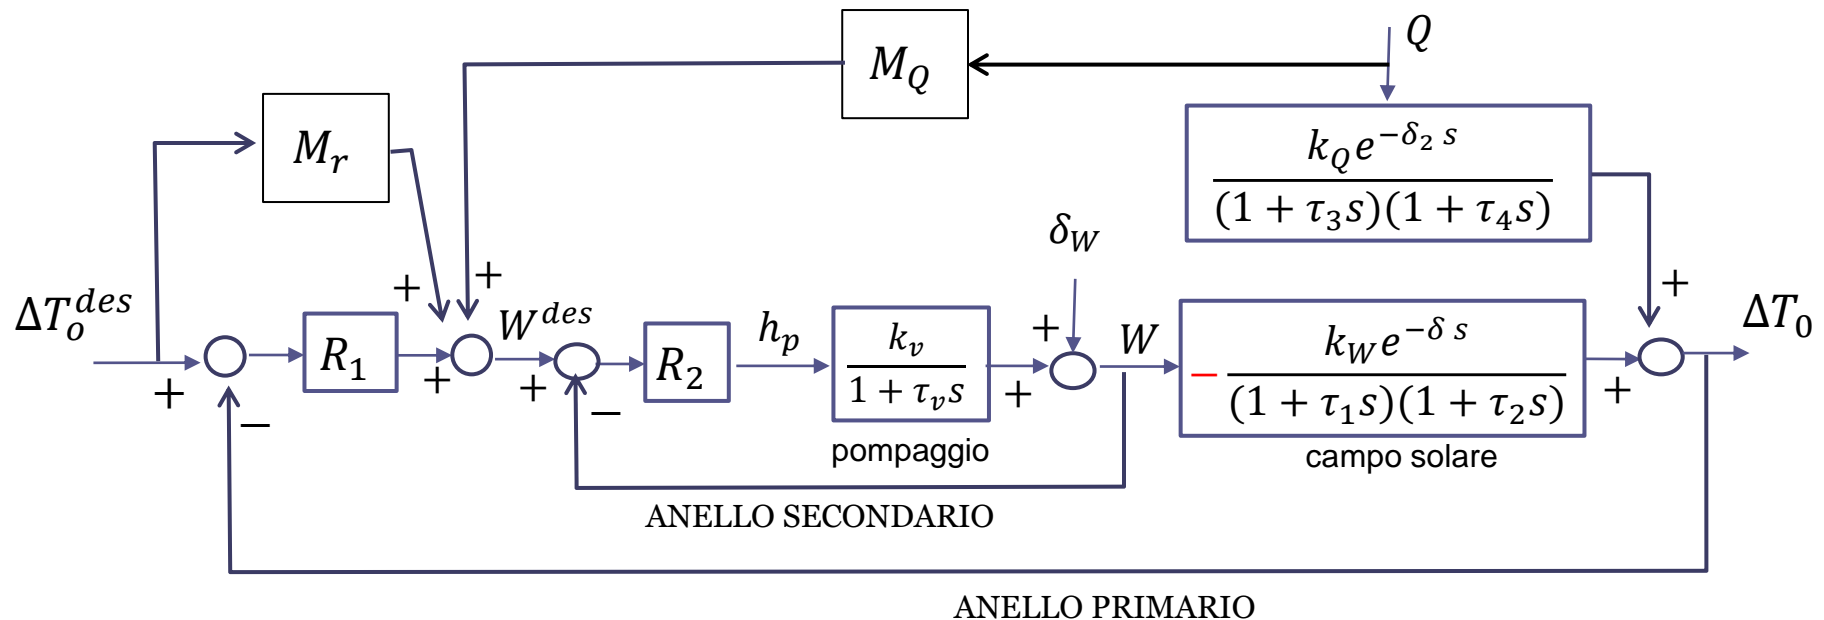 Q
M_Q
k_Q e^{-δ_2 s}
(1 + τ_3 s)(1 + τ_4 s)
M_r
δ_W
+
+
+
+
ΔT_o^{des}
+
−
R_1
+
W^{des}
+
−
R_2
h_p
k_v
1 + τ_v s
pompaggio
+
W
− k_W e^{-δ s}
(1 + τ_1 s)(1 + τ_2 s)
campo solare
+
ΔT_0
ANELLO SECONDARIO
ANELLO PRIMARIO